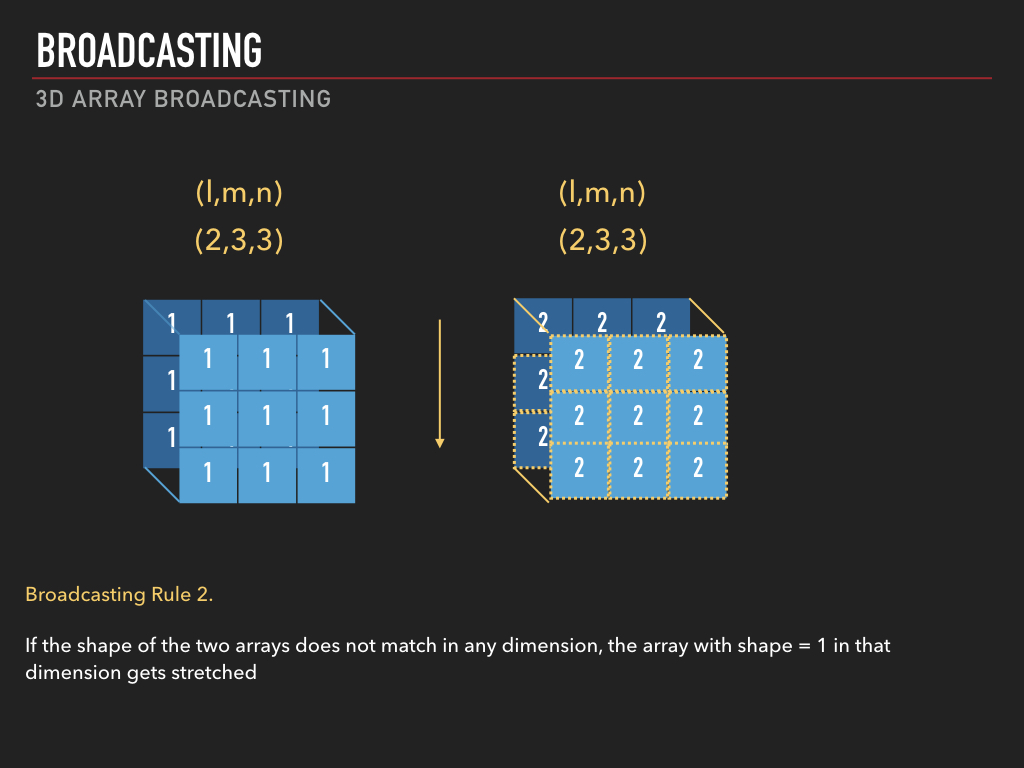 BROADCASTING
3D ARRAY BROADCASTING
(l,m,n) (l,m,n)
(2,3,3) (2,3,3)
1 1 1 2 2 2
1 1 1 2 2 2
1 2
1 1 1 2 2 2
1 2
1 1 1 2 2 2
Broadcasting Rule 2.
If the shape of the two arrays does not match in any dimension, the array with shape = 1 in that
dimension gets stretched